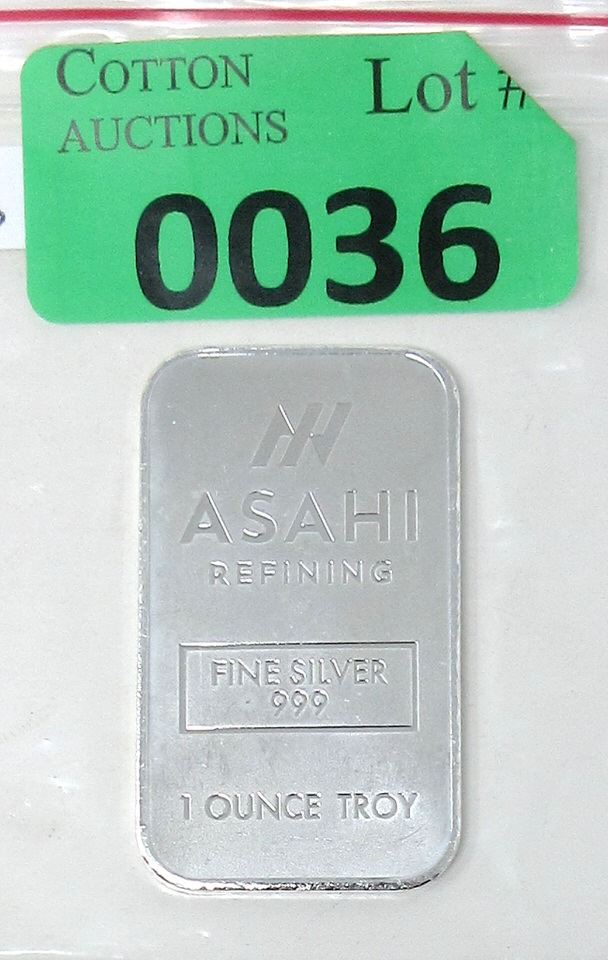 COTTON
AUCTIONS
Lot #
0036
ASAHI
REFINING
FINE SILVER
999
1 OUNCE TROY